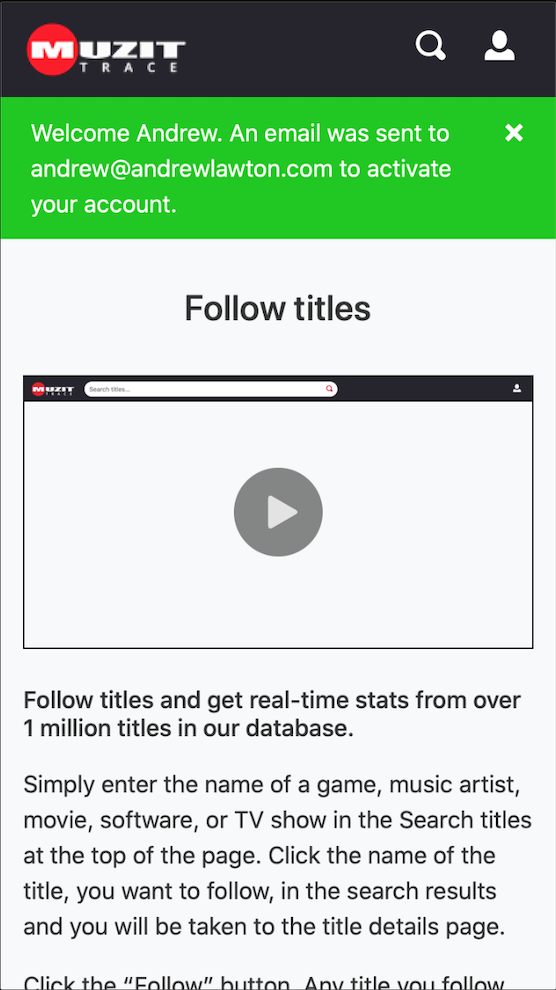 MUZIT
TRACE
Welcome Andrew. An email was sent to
andrew@andrewlawton.com to activate
your account.
Follow titles
MUZIT
TRACE
Search titles...
Follow titles and get real-time stats from over
1 million titles in our database.
Simply enter the name of a game, music artist,
movie, software, or TV show in the Search titles
at the top of the page. Click the name of the
title, you want to follow, in the search results
and you will be taken to the title details page.
Click the “Follow” button. Any title you follow